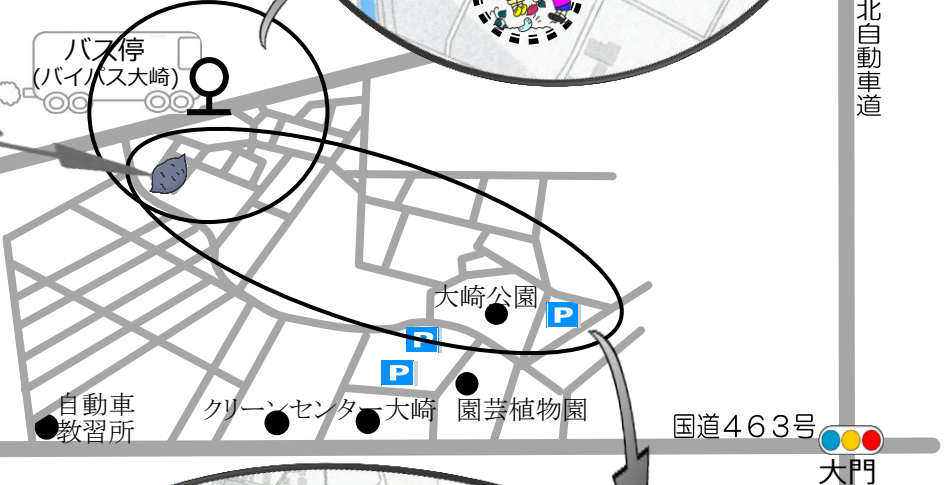 バス停
(バイパス大崎)
北自動車道
大崎公園
P
P
P
自動車
教習所
クリーンセンター大崎
園芸植物園
国道４６３号
大門